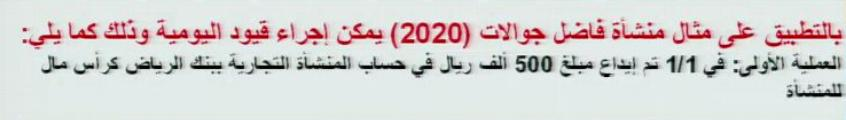 بالتطبيق على مثال منشأة فاضل جوالات (2020) يمكن إجراء قيود اليومية وذلك كما يلي:
العملية الأولى: في 1/1 تم إيداع مبلغ 500 ألف ريال في حساب المنشأة التجارية ببنك الرياض كرأس مال
للمنشأة